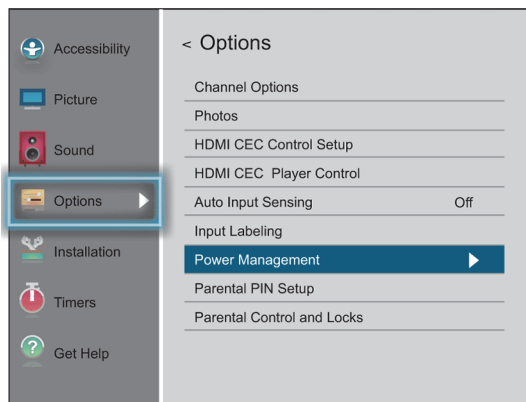 Accessibility
Picture
Sound
Options
Installation
Timers
Get Help
< Options
Channel Options
Photos
HDMI CEC Control Setup
HDMI CEC  Player Control
Auto Input Sensing Off
Input Labeling
Power Management
Parental PIN Setup
Parental Control and Locks